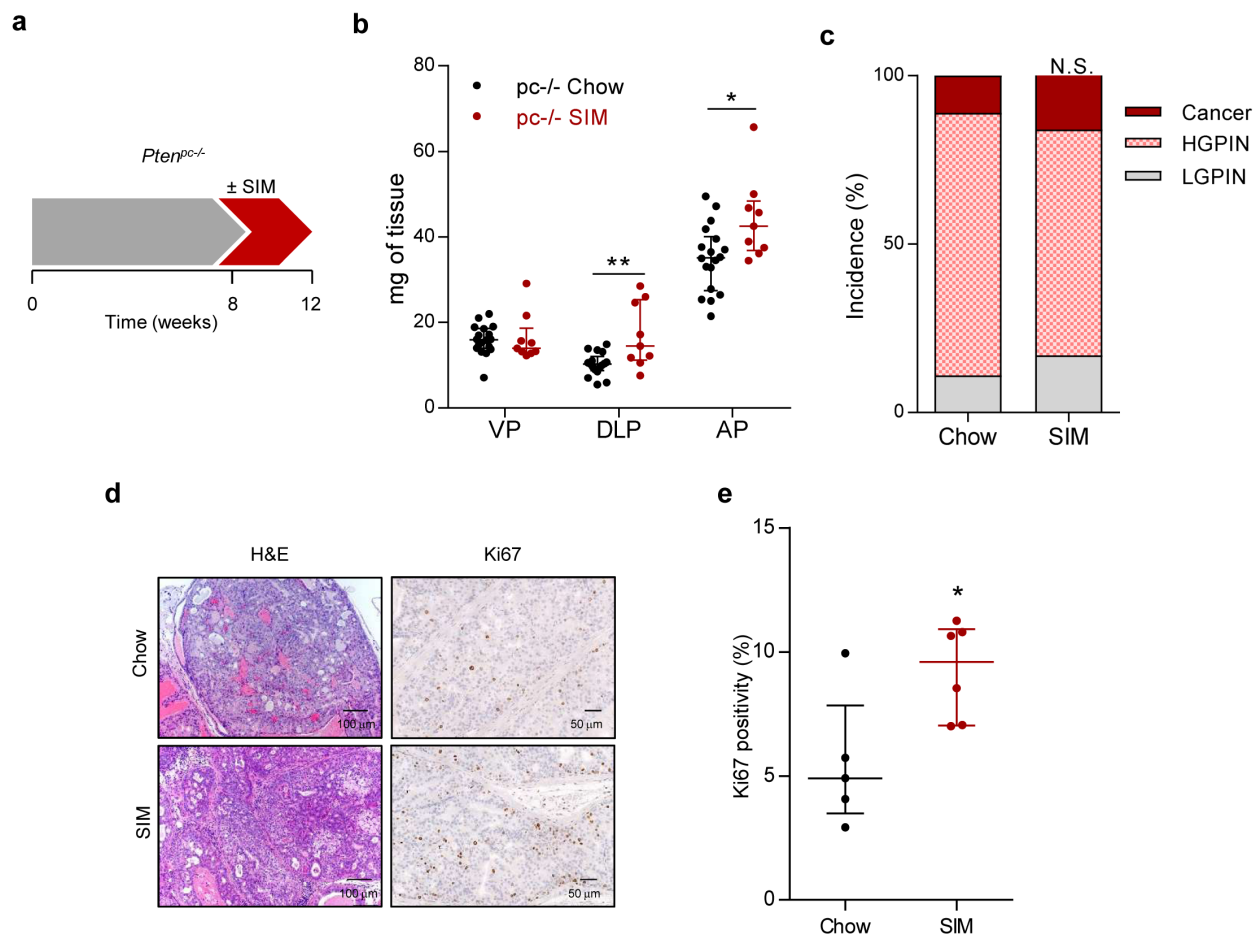 a
Pten^pc-/-
± SIM
0
8
12
Time (weeks)
b
80
60
40
20
0
mg of tissue
pc-/- Chow
pc-/- SIM
*
**
VP
DLP
AP
c
N.S.
100
50
0
Incidence (%)
Cancer
HGPIN
LGPIN
Chow
SIM
d
H&E
Ki67
Chow
100 µm
50 µm
SIM
100 µm
50 µm
e
15
10
5
0
Ki67 positivity (%)
*
Chow
SIM